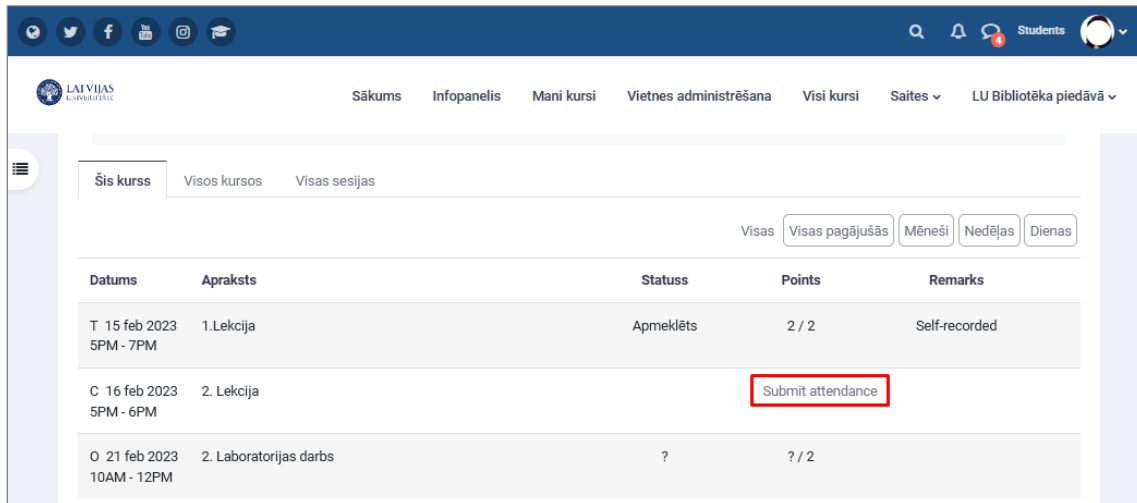 4 Students
LATVIJAS
UNIVERSITĀTE
Sākums Infopanelis Mani kursi Vietnes administrēšana Visi kursi Saites LU Bibliotēka piedāvā
Šis kurss Visos kursos Visas sesijas
Visas Visas pagājušās Mēneši Nedēļas Dienas
Datums Apraksts Statuss Points Remarks
T 15 feb 2023 1.Lekcija Apmeklēts 2 / 2 Self-recorded
5PM - 7PM
C 16 feb 2023 2. Lekcija Submit attendance
5PM - 6PM
O 21 feb 2023 2. Laboratorijas darbs ? ? / 2
10AM - 12PM